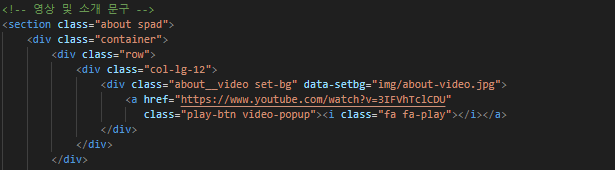 <!-- 영상 및 소개 문구 -->
<section class="about spad">
<div class="container">
<div class="row">
<div class="col-lg-12">
<div class="about__video set-bg" data-setbg="img/about-video.jpg">
<a href="https://www.youtube.com/watch?v=3IFVhTclCDU"
class="play-btn video-popup"><i class="fa fa-play"></i></a>
</div>
</div>
</div>